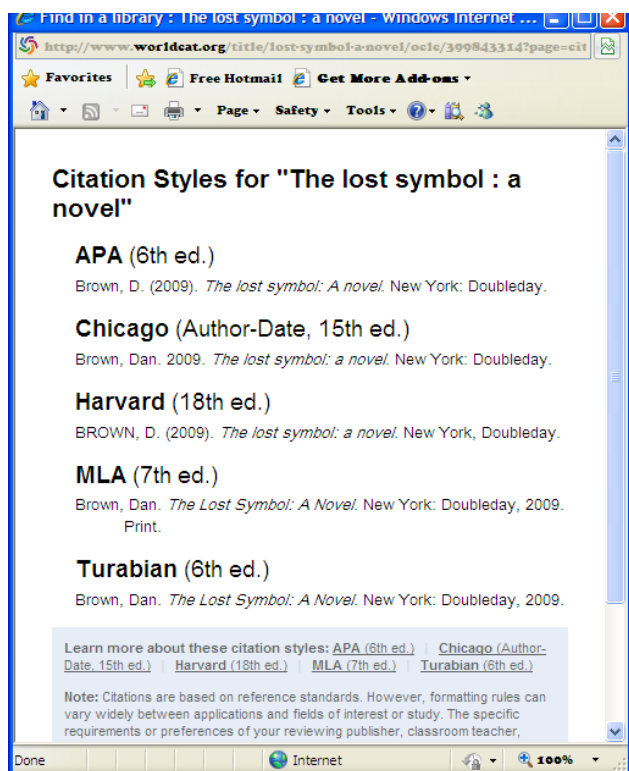 Find in a library : The lost symbol : a novel - Windows Internet ...
http://www.worldcat.org/title/lost-symbol-a-novel/oclc/399843314?page=cit
Favorites Free Hotmail Get More Add-ons
Page Safety Tools
Citation Styles for "The lost symbol : a
novel"
APA (6th ed.)
Brown, D. (2009). The lost symbol: A novel. New York: Doubleday.
Chicago (Author-Date, 15th ed.)
Brown, Dan. 2009. The lost symbol: a novel. New York: Doubleday.
Harvard (18th ed.)
BROWN, D. (2009). The lost symbol: a novel. New York, Doubleday.
MLA (7th ed.)
Brown, Dan. The Lost Symbol: A Novel. New York: Doubleday, 2009.
Print.
Turabian (6th ed.)
Brown, Dan. The Lost Symbol: A Novel. New York: Doubleday, 2009.
Learn more about these citation styles: APA (6th ed.) | Chicago (Author-
Date, 15th ed.) | Harvard (18th ed.) | MLA (7th ed.) | Turabian (6th ed.)
Note: Citations are based on reference standards. However, formatting rules can
vary widely between applications and fields of interest or study. The specific
requirements or preferences of your reviewing publisher, classroom teacher,
Done Internet 100%